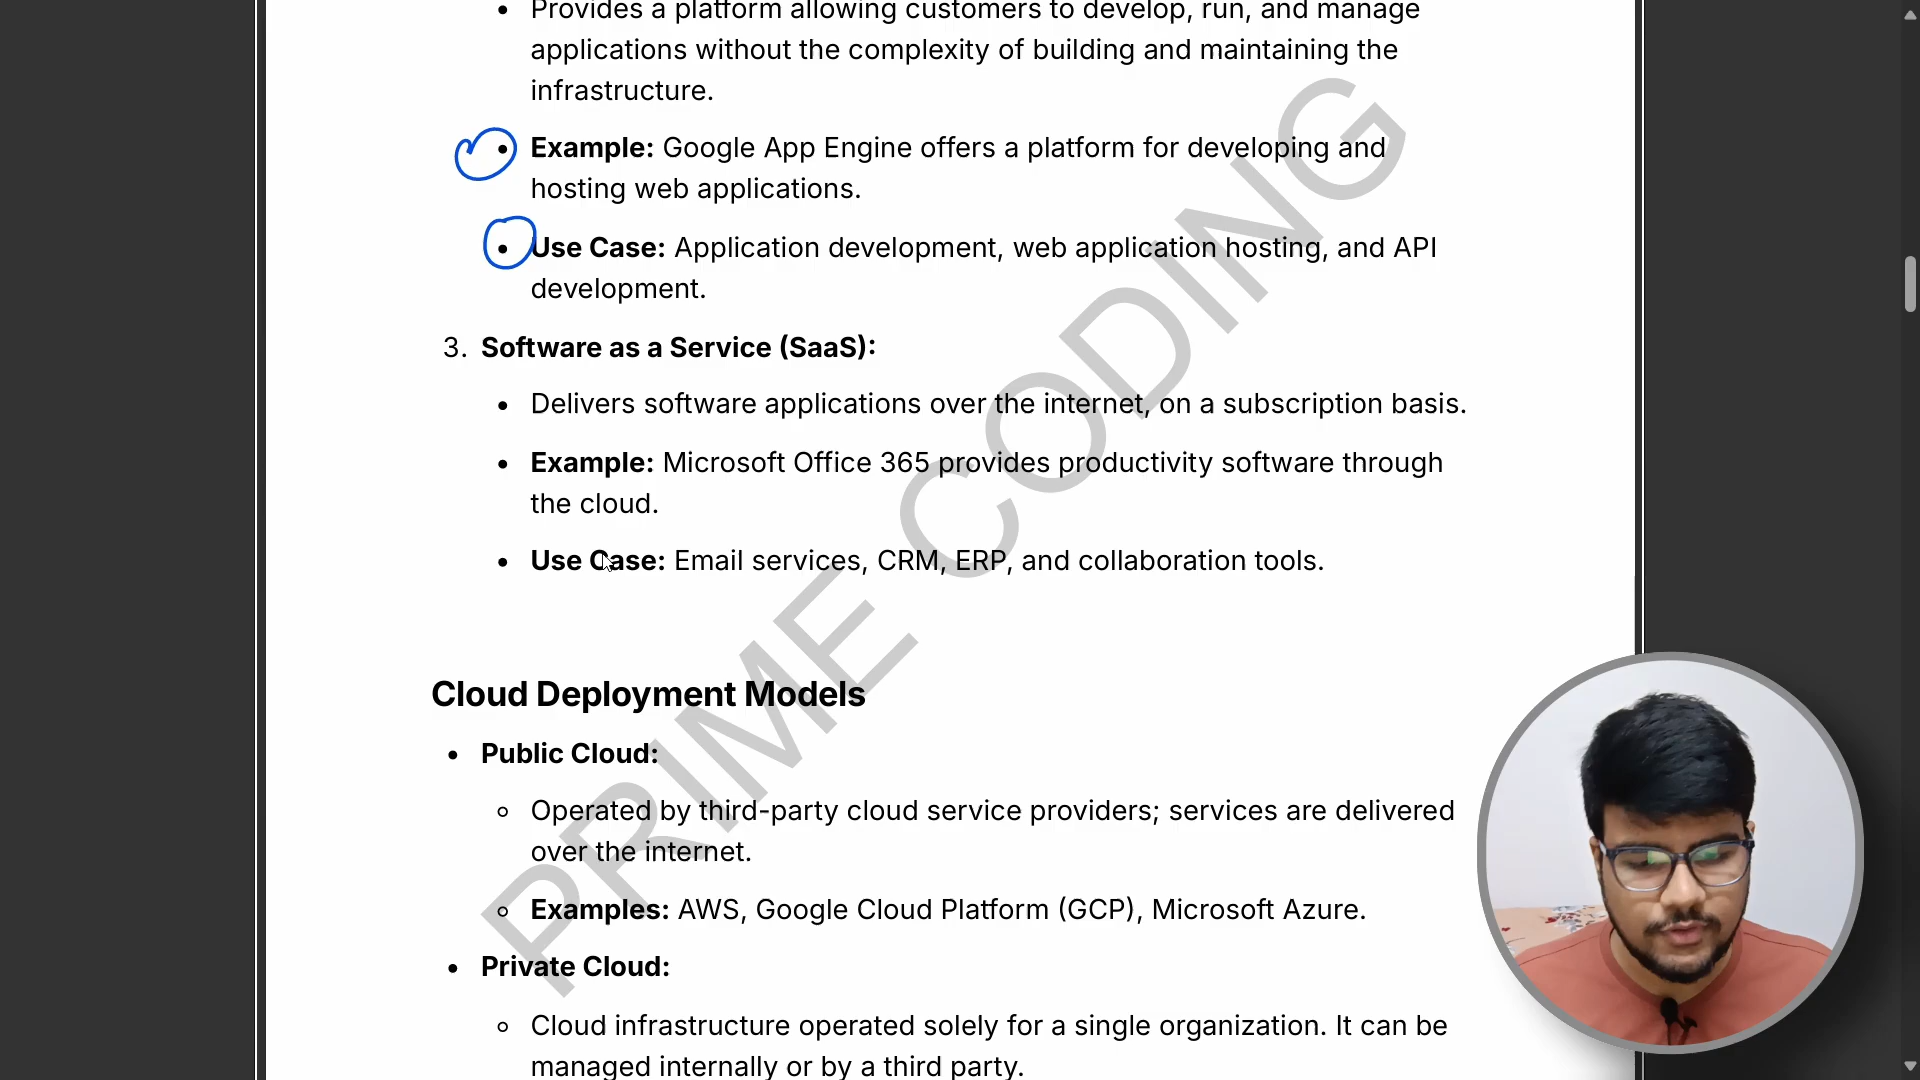 • Provides a platform allowing customers to develop, run, and manage
applications without the complexity of building and maintaining the
infrastructure.
• Example: Google App Engine offers a platform for developing and
hosting web applications.
• Use Case: Application development, web application hosting, and API
development.
3. Software as a Service (SaaS):
• Delivers software applications over the internet, on a subscription basis.
• Example: Microsoft Office 365 provides productivity software through
the cloud.
• Use Case: Email services, CRM, ERP, and collaboration tools.
Cloud Deployment Models
• Public Cloud:
◦ Operated by third-party cloud service providers; services are delivered
over the internet.
◦ Examples: AWS, Google Cloud Platform (GCP), Microsoft Azure.
• Private Cloud:
◦ Cloud infrastructure operated solely for a single organization. It can be
managed internally or by a third party.
PRIME CODING